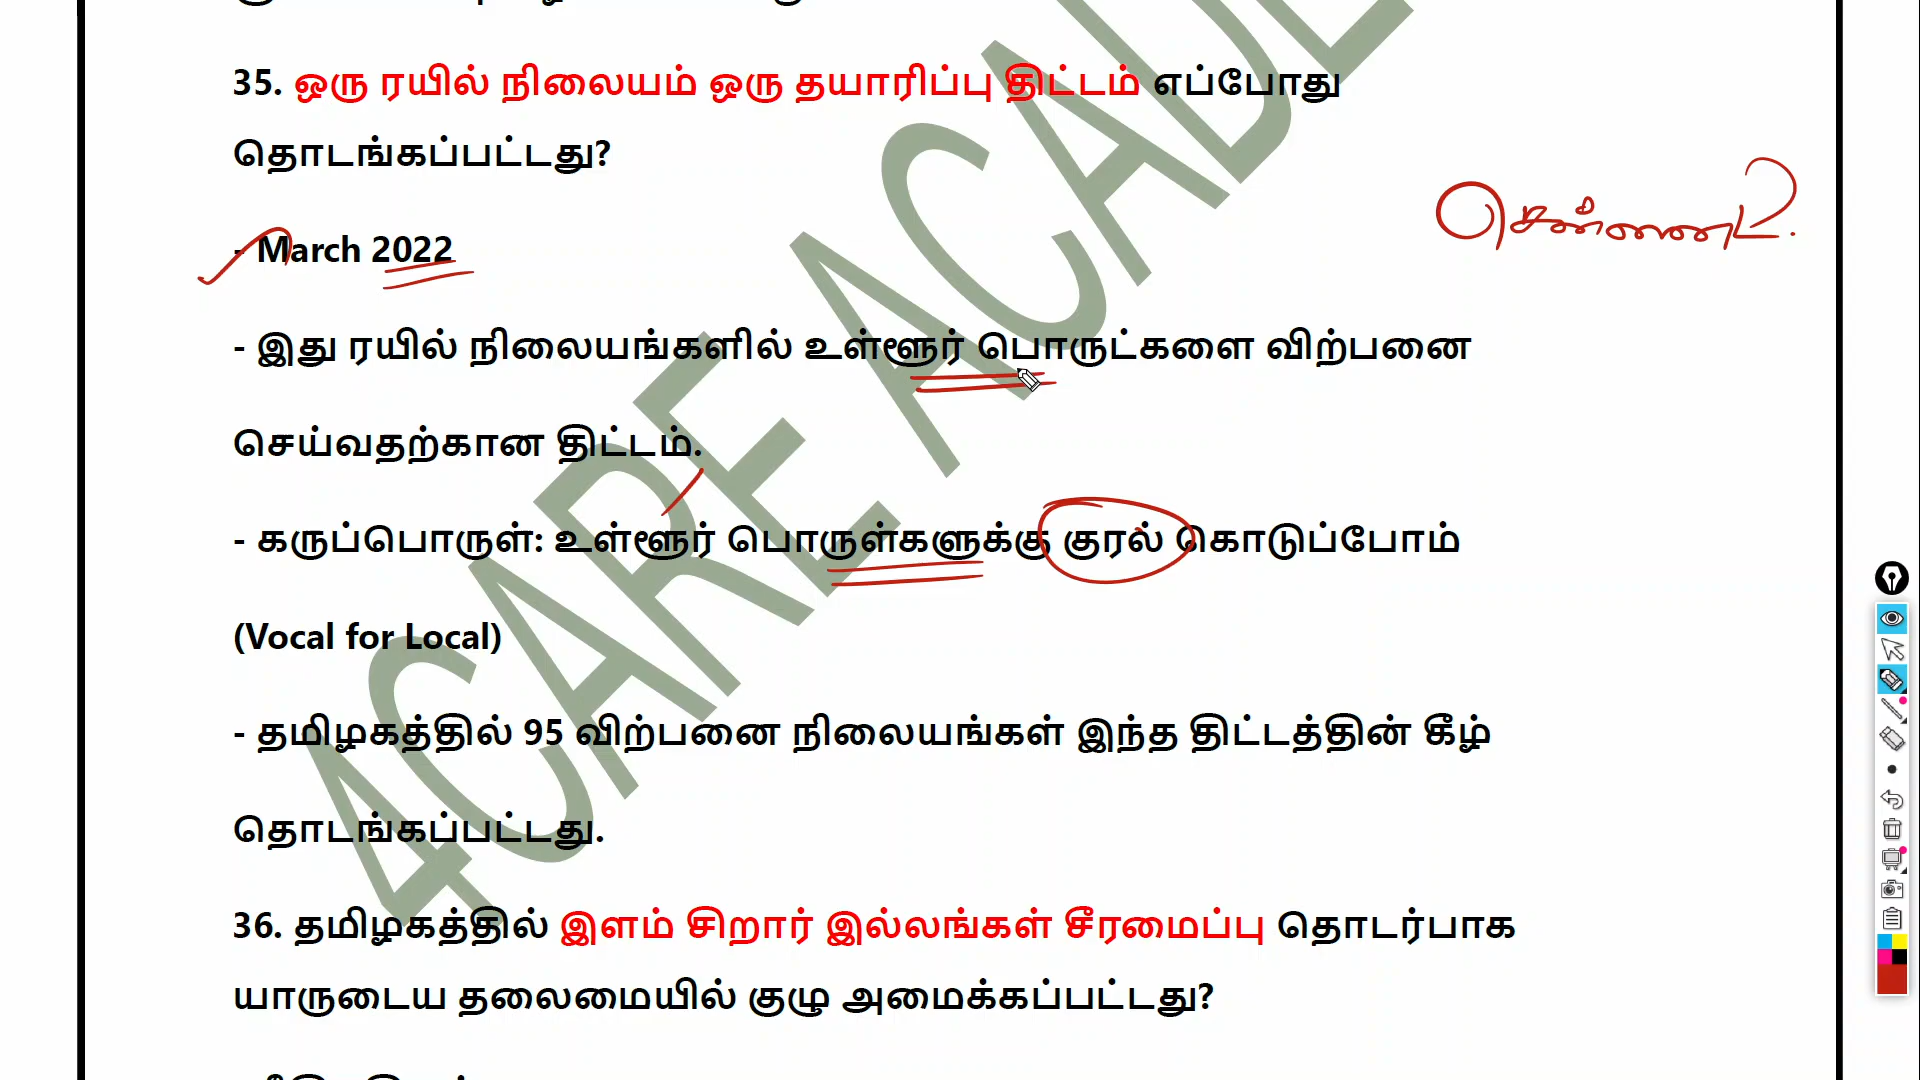 35. ஒரு ரயில் நிலையம் ஒரு தயாரிப்பு திட்டம் எப்போது
தொடங்கப்பட்டது?
- March 2022
- இது ரயில் நிலையங்களில் உள்ளூர் பொருட்களை விற்பனை
செய்வதற்கான திட்டம்.
- கருப்பொருள்: உள்ளூர் பொருள்களுக்கு குரல் கொடுப்போம்
(Vocal for Local)
- தமிழகத்தில் 95 விற்பனை நிலையங்கள் இந்த திட்டத்தின் கீழ்
தொடங்கப்பட்டது.
36. தமிழகத்தில் இளம் சிறார் இல்லங்கள் சீரமைப்பு தொடர்பாக
யாருடைய தலைமையில் குழு அமைக்கப்பட்டது?
4CARE ACADE